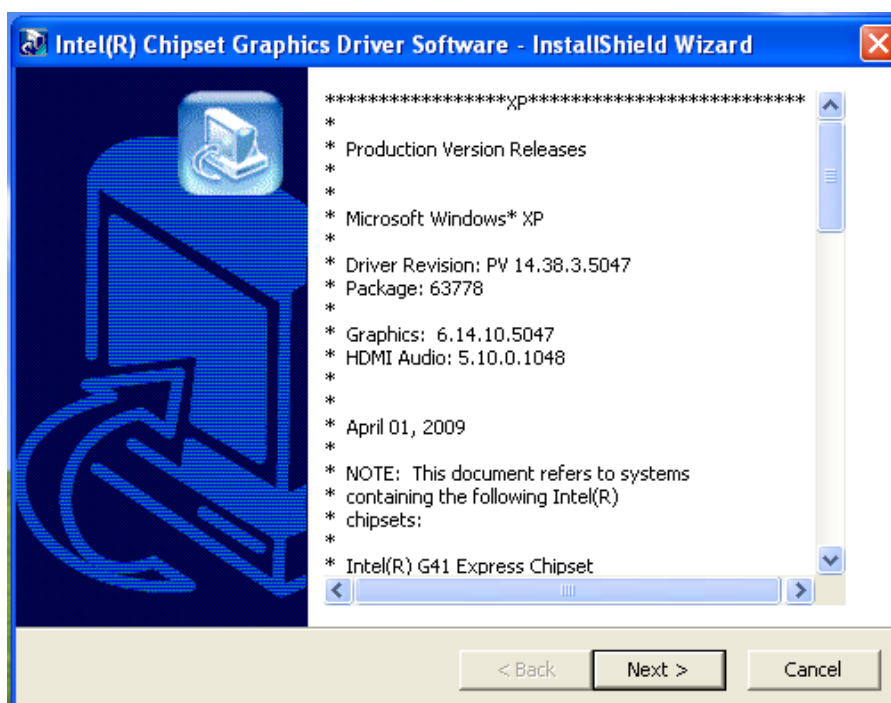 Intel(R) Chipset Graphics Driver Software - InstallShield Wizard
*****************XP**************************
*
* Production Version Releases
*
*
* Microsoft Windows* XP
*
* Driver Revision: PV 14.38.3.5047
* Package: 63778
*
* Graphics: 6.14.10.5047
* HDMI Audio: 5.10.0.1048
*
*
* April 01, 2009
*
* NOTE: This document refers to systems
* containing the following Intel(R)
* chipsets:
*
* Intel(R) G41 Express Chipset
< Back
Next >
Cancel